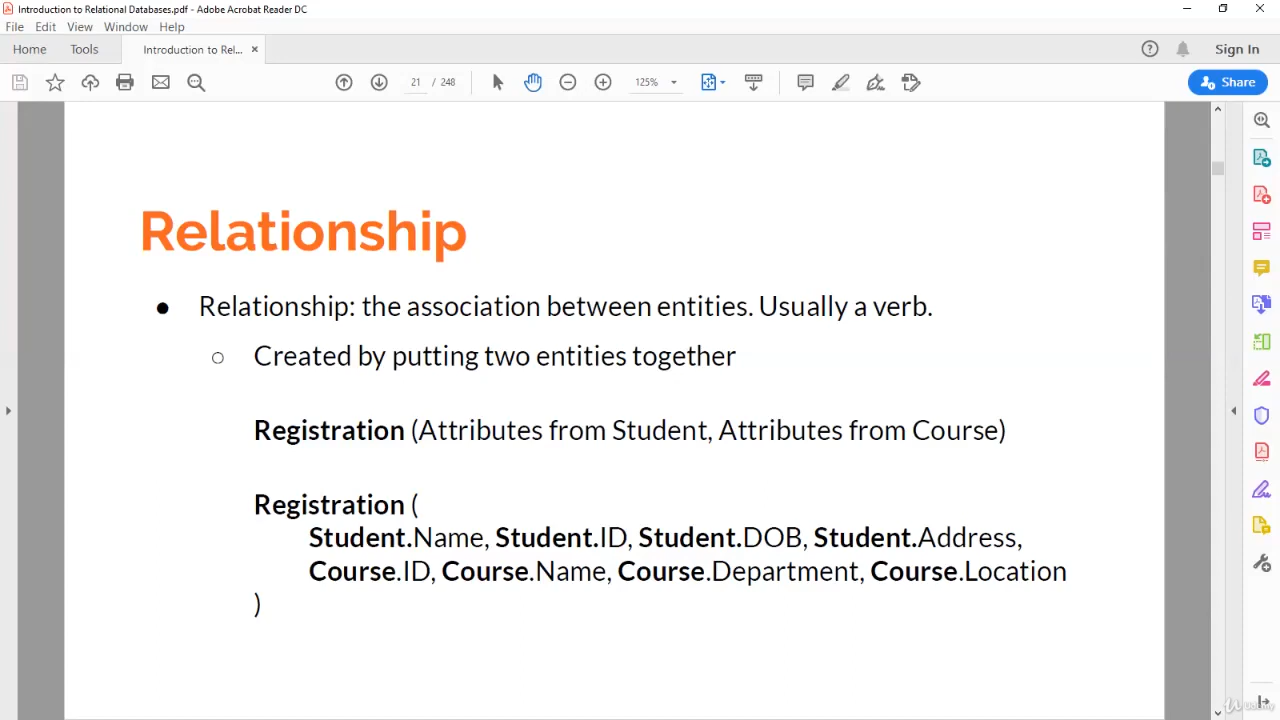 Introduction to Relational Databases.pdf - Adobe Acrobat Reader DC
File Edit View Window Help
Home Tools Introduction to Rel... × Sign In
21 / 248 125% Share
Relationship
● Relationship: the association between entities. Usually a verb.
○ Created by putting two entities together
Registration (Attributes from Student, Attributes from Course)
Registration (
Student.Name, Student.ID, Student.DOB, Student.Address,
Course.ID, Course.Name, Course.Department, Course.Location
)
Udemy